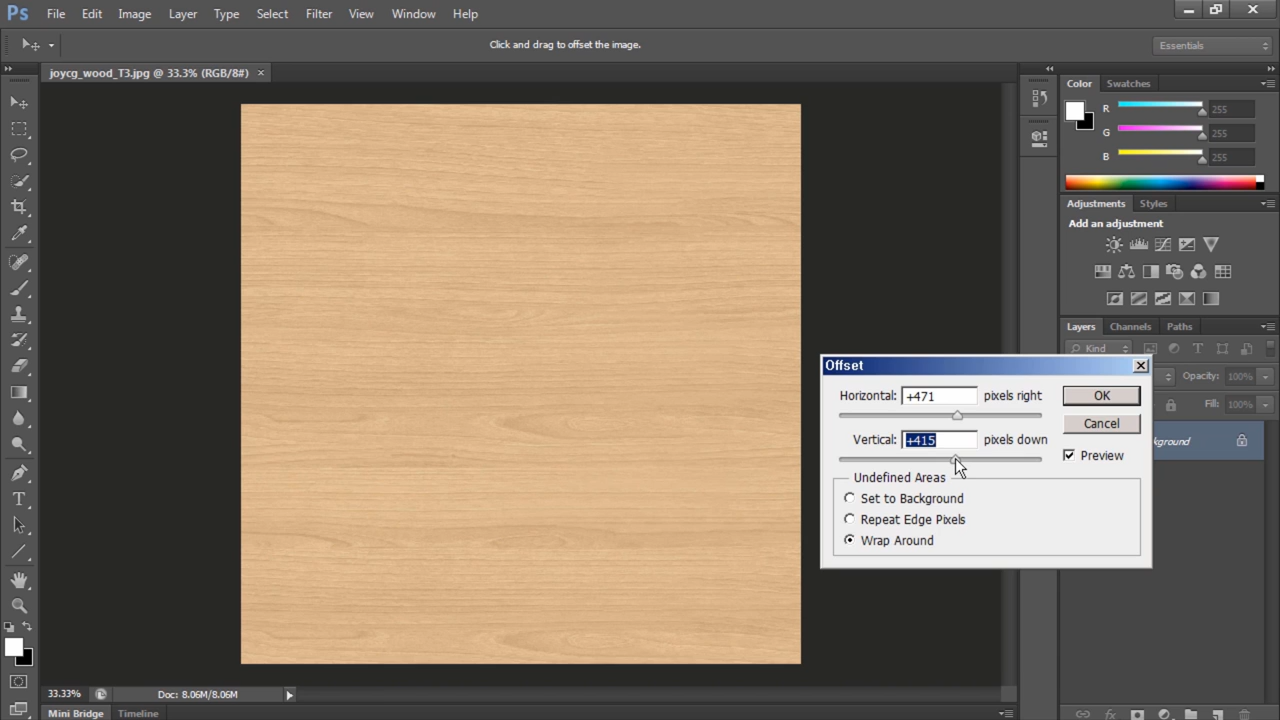 Ps File Edit Image Layer Type Select Filter View Window Help
Click and drag to offset the image.
Essentials
joycg_wood_T3.jpg @ 33.3% (RGB/8#) ×
Color Swatches
R 255
G 255
B 255
Adjustments Styles
Add an adjustment
Layers Channels Paths
Kind
Opacity: 100%
Fill: 100%
kground
Offset
Horizontal: +471 pixels right
OK
Cancel
Vertical: +415 pixels down
Preview
Undefined Areas
Set to Background
Repeat Edge Pixels
Wrap Around
33.33% Doc: 8.06M/8.06M
Mini Bridge Timeline